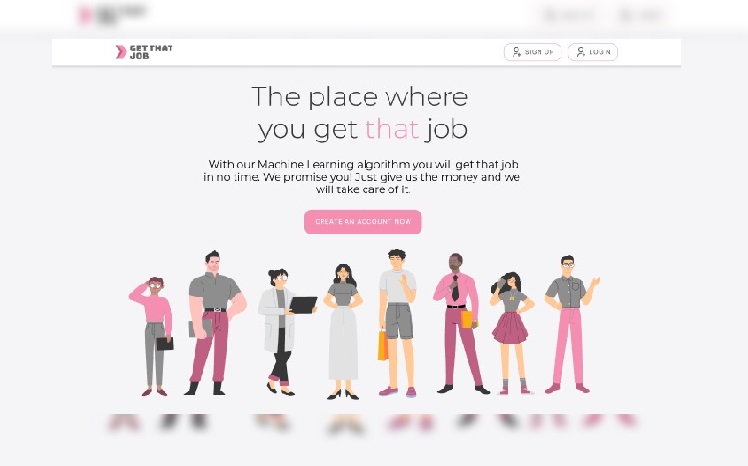 GET THAT
JOB
SIGN UP
LOGIN
The place where
you get that job
With our Machine Learning algorithm you will get that job
in no time. We promise you! Just give us the money and we
will take care of it.
CREATE AN ACCOUNT NOW